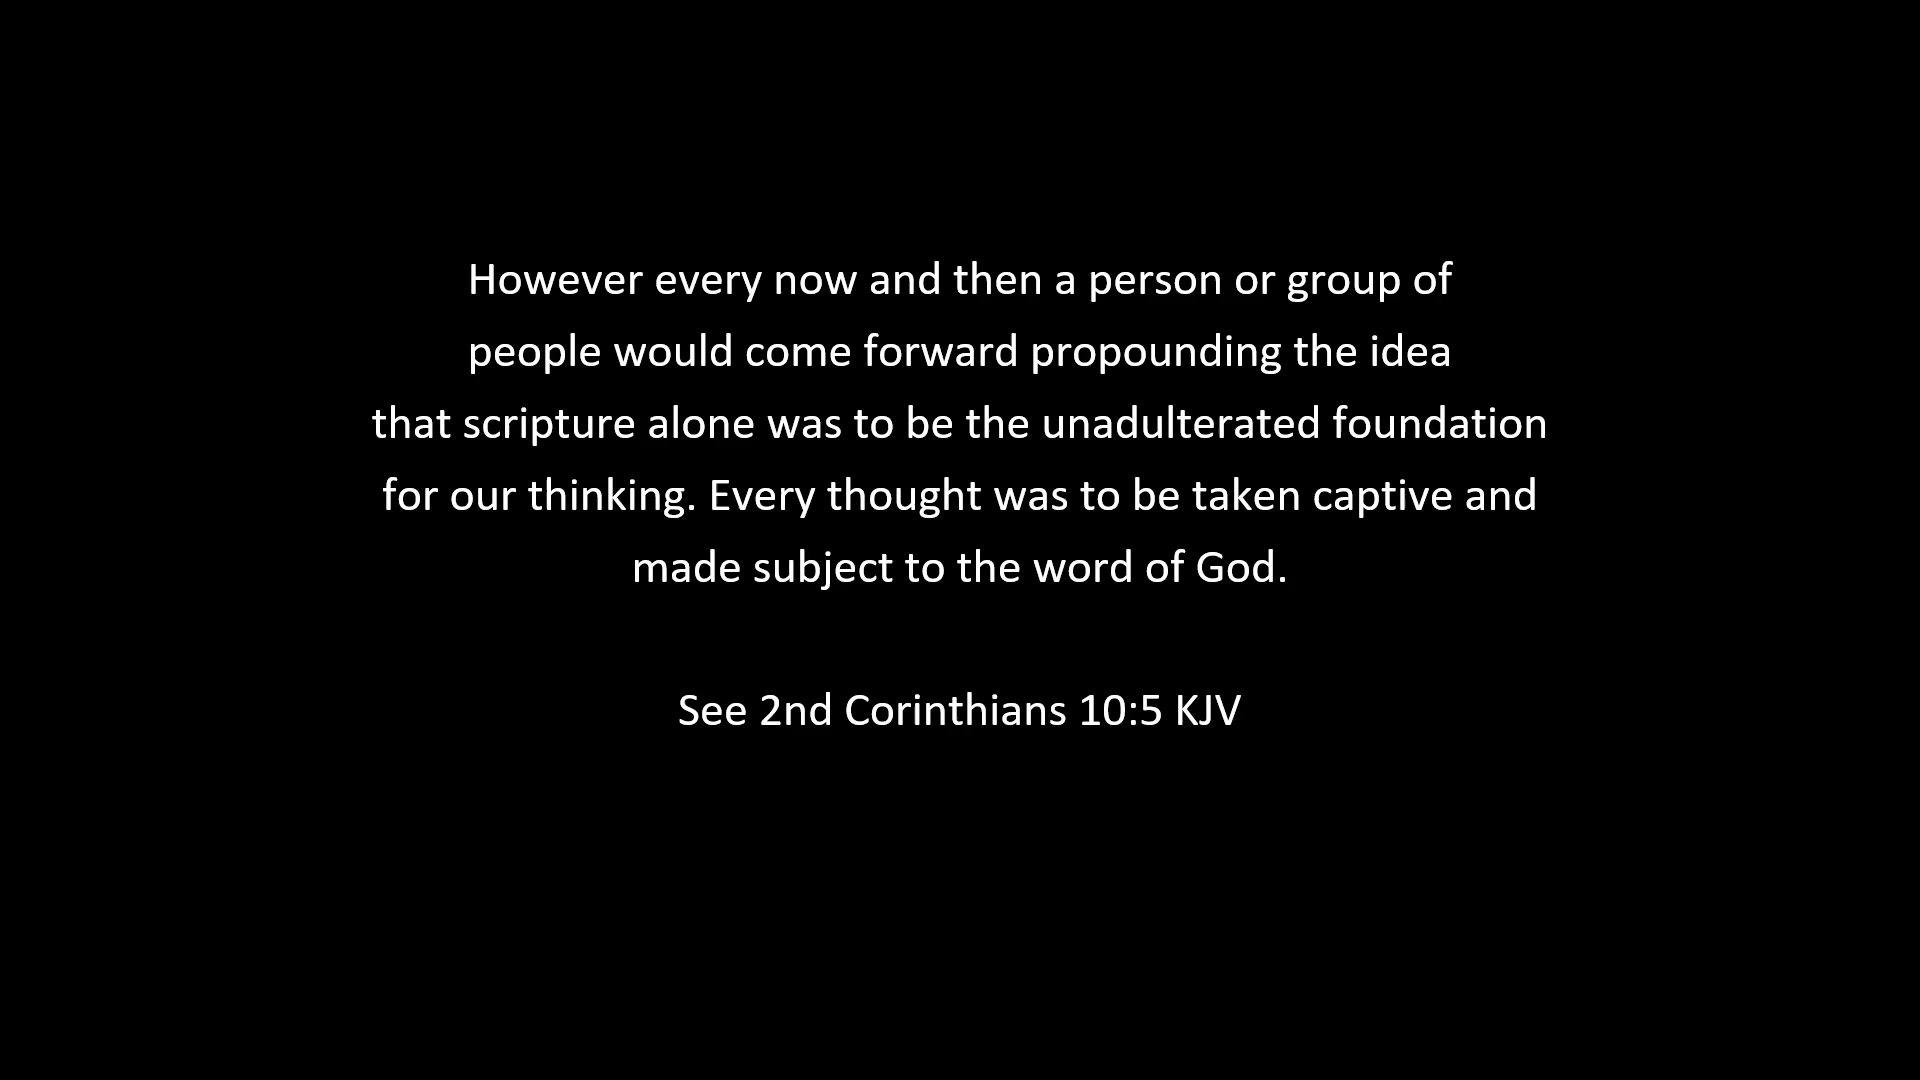 However every now and then a person or group of
people would come forward propounding the idea
that scripture alone was to be the unadulterated foundation
for our thinking. Every thought was to be taken captive and
made subject to the word of God.
See 2nd Corinthians 10:5 KJV